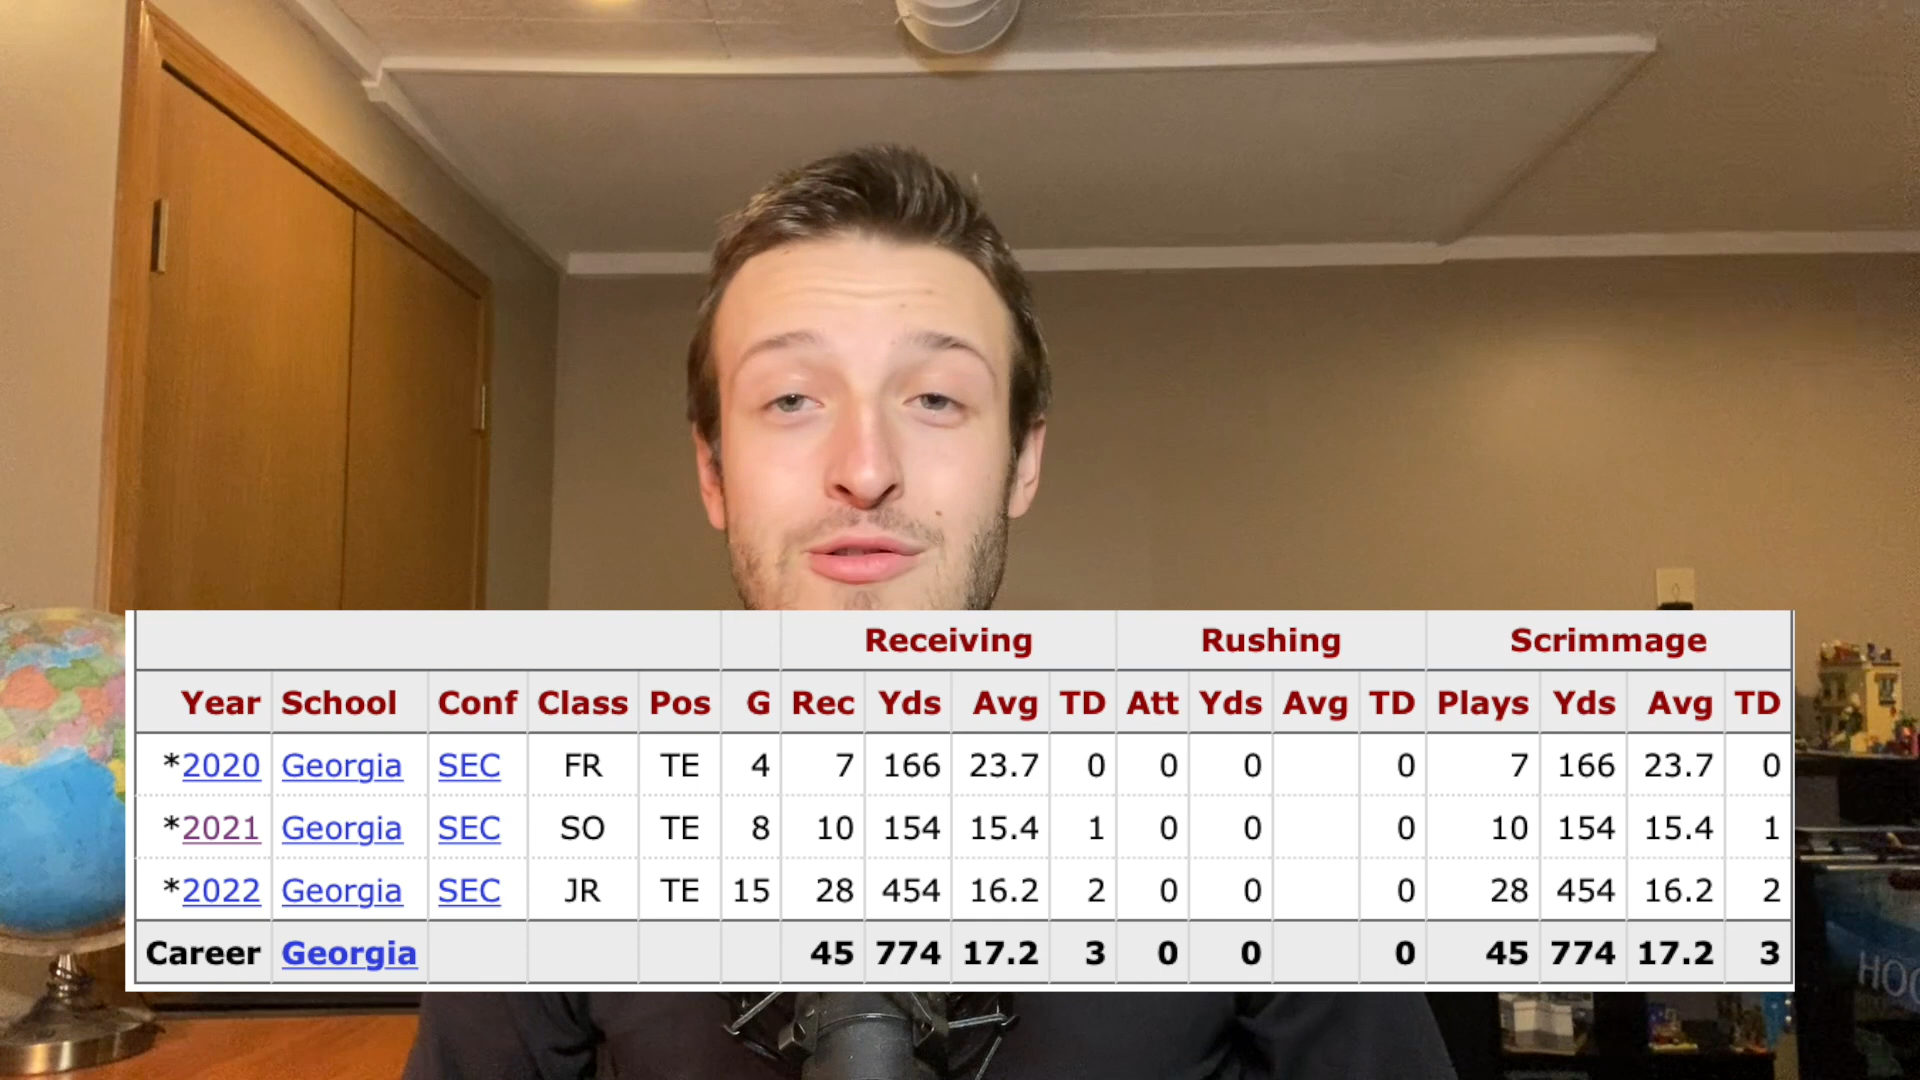 Receiving Rushing Scrimmage
Year School Conf Class Pos G Rec Yds Avg TD Att Yds Avg TD Plays Yds Avg TD
*2020 Georgia SEC FR TE 4 7 166 23.7 0 0 0 0 7 166 23.7 0
*2021 Georgia SEC SO TE 8 10 154 15.4 1 0 0 0 10 154 15.4 1
*2022 Georgia SEC JR TE 15 28 454 16.2 2 0 0 0 28 454 16.2 2
Career Georgia 45 774 17.2 3 0 0 0 45 774 17.2 3